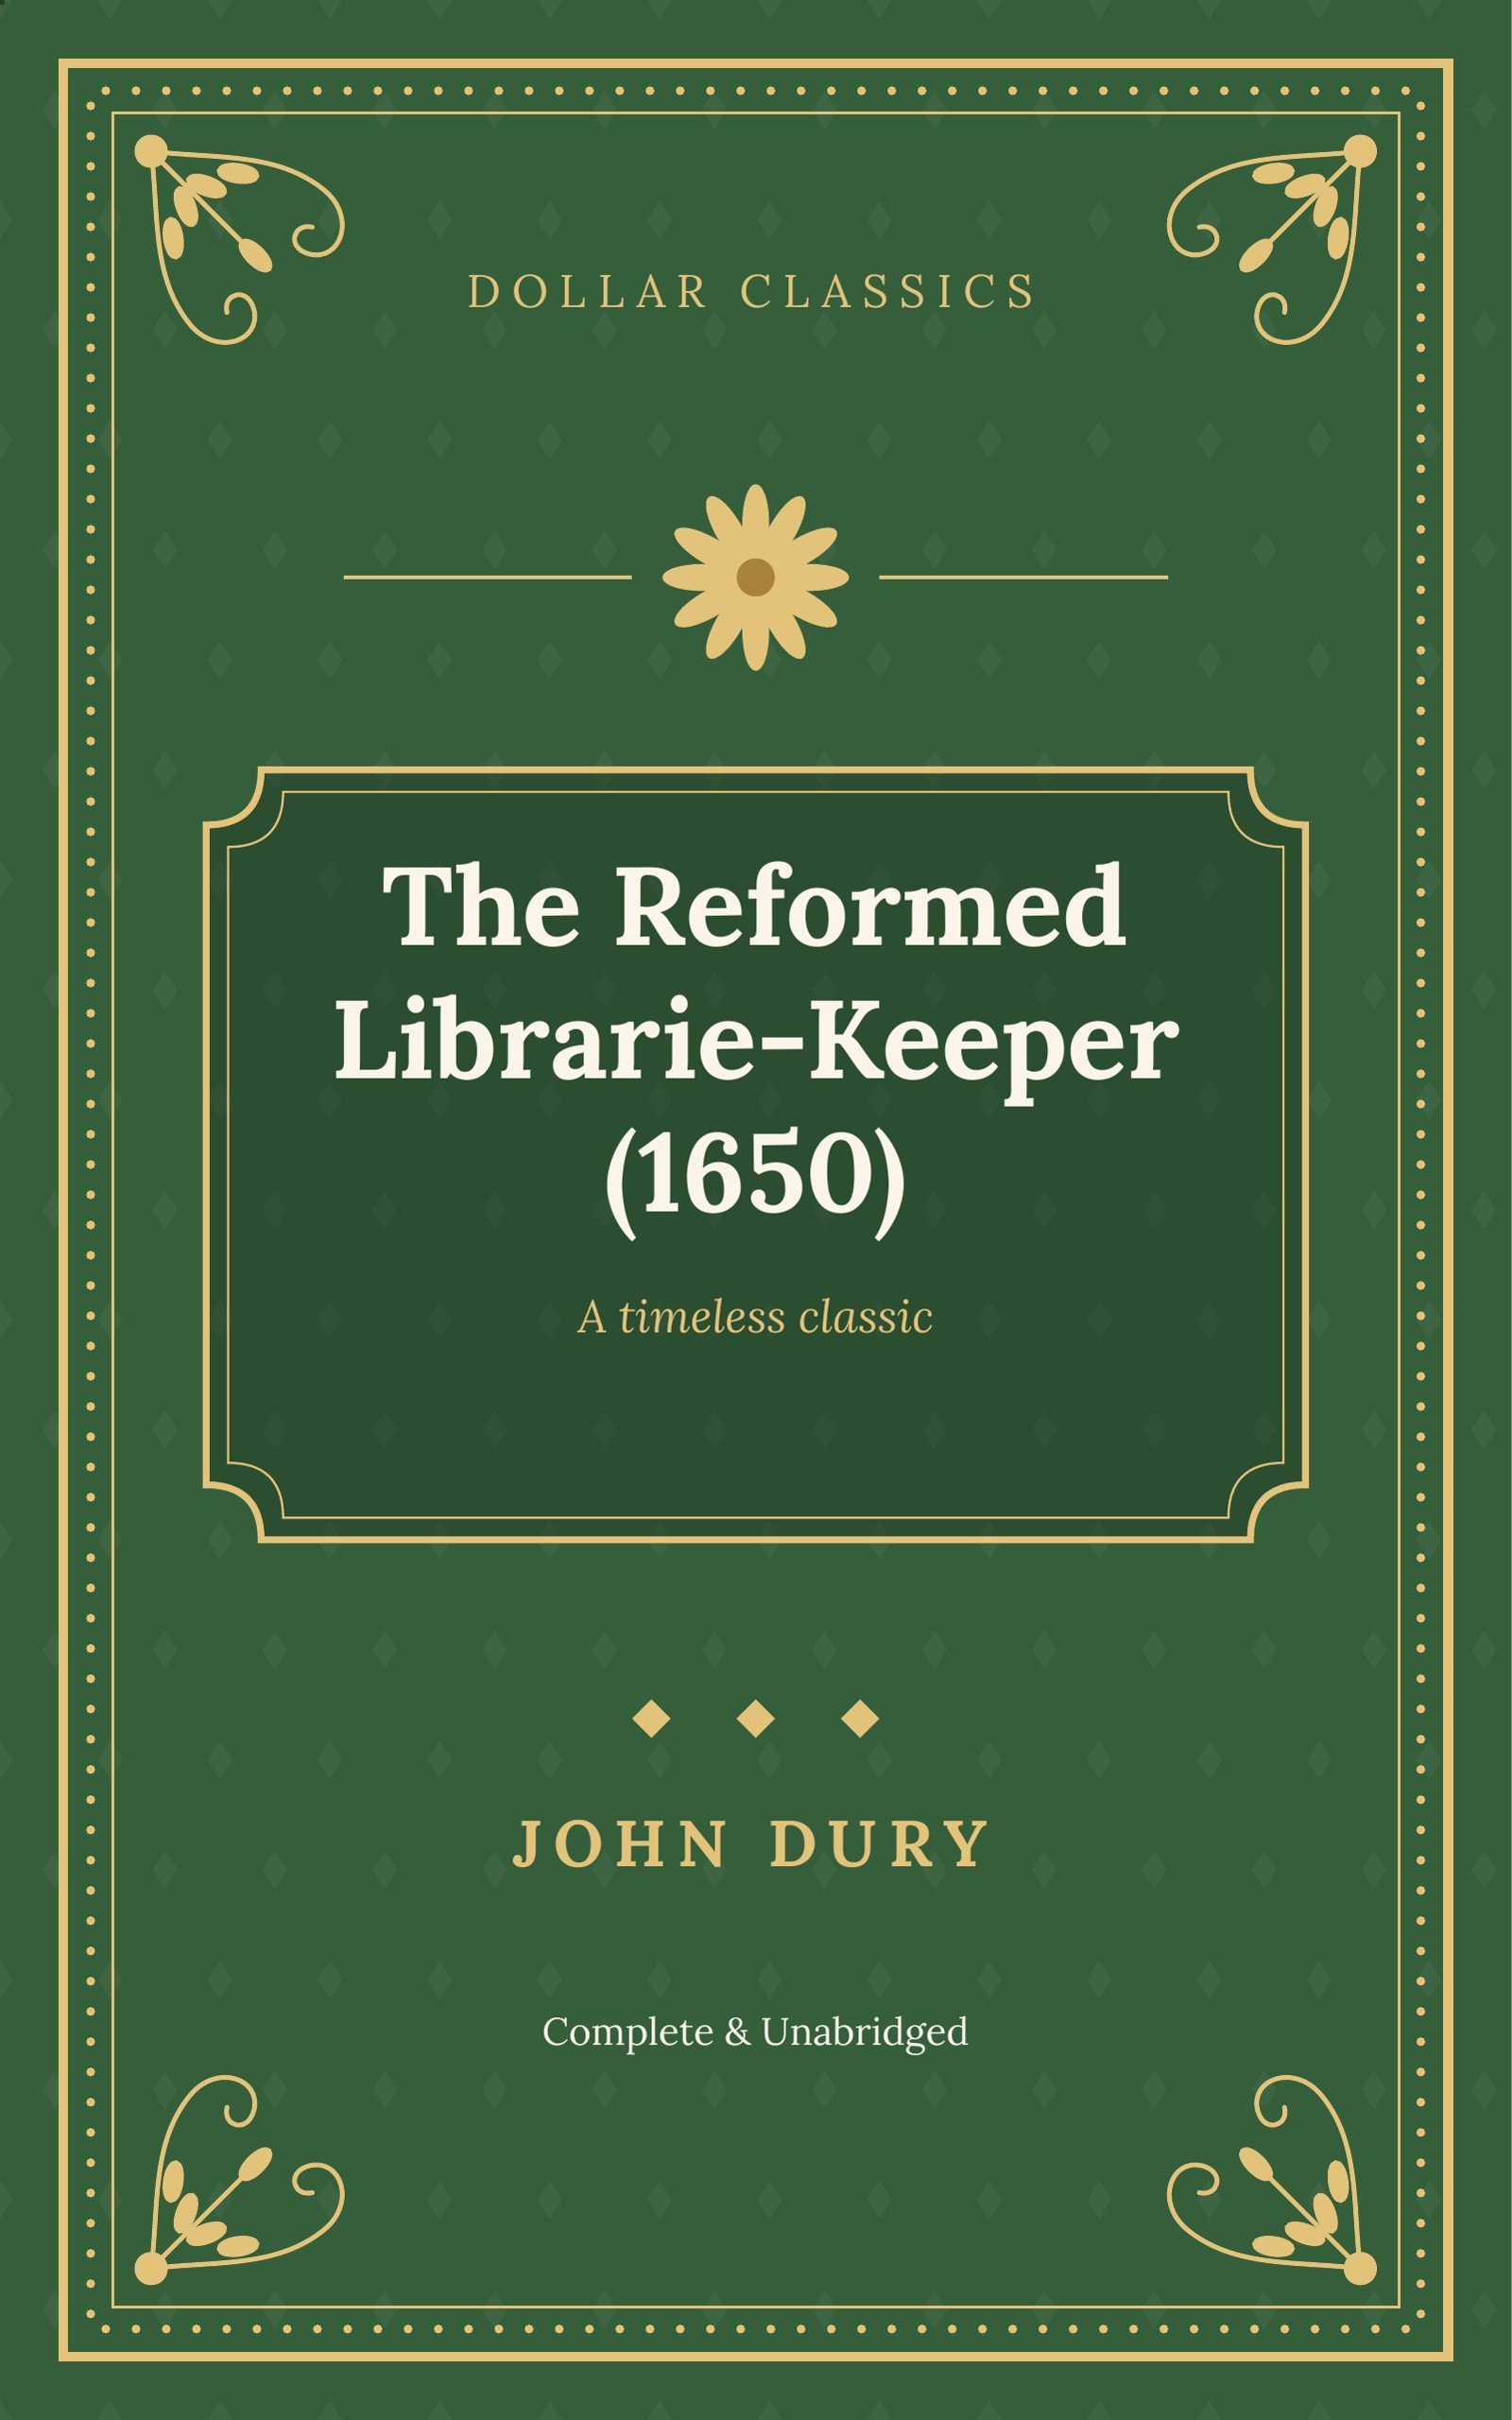 DOLLAR CLASSICS
The Reformed
Librarie-Keeper
(1650)
A timeless classic
JOHN DURY
Complete & Unabridged